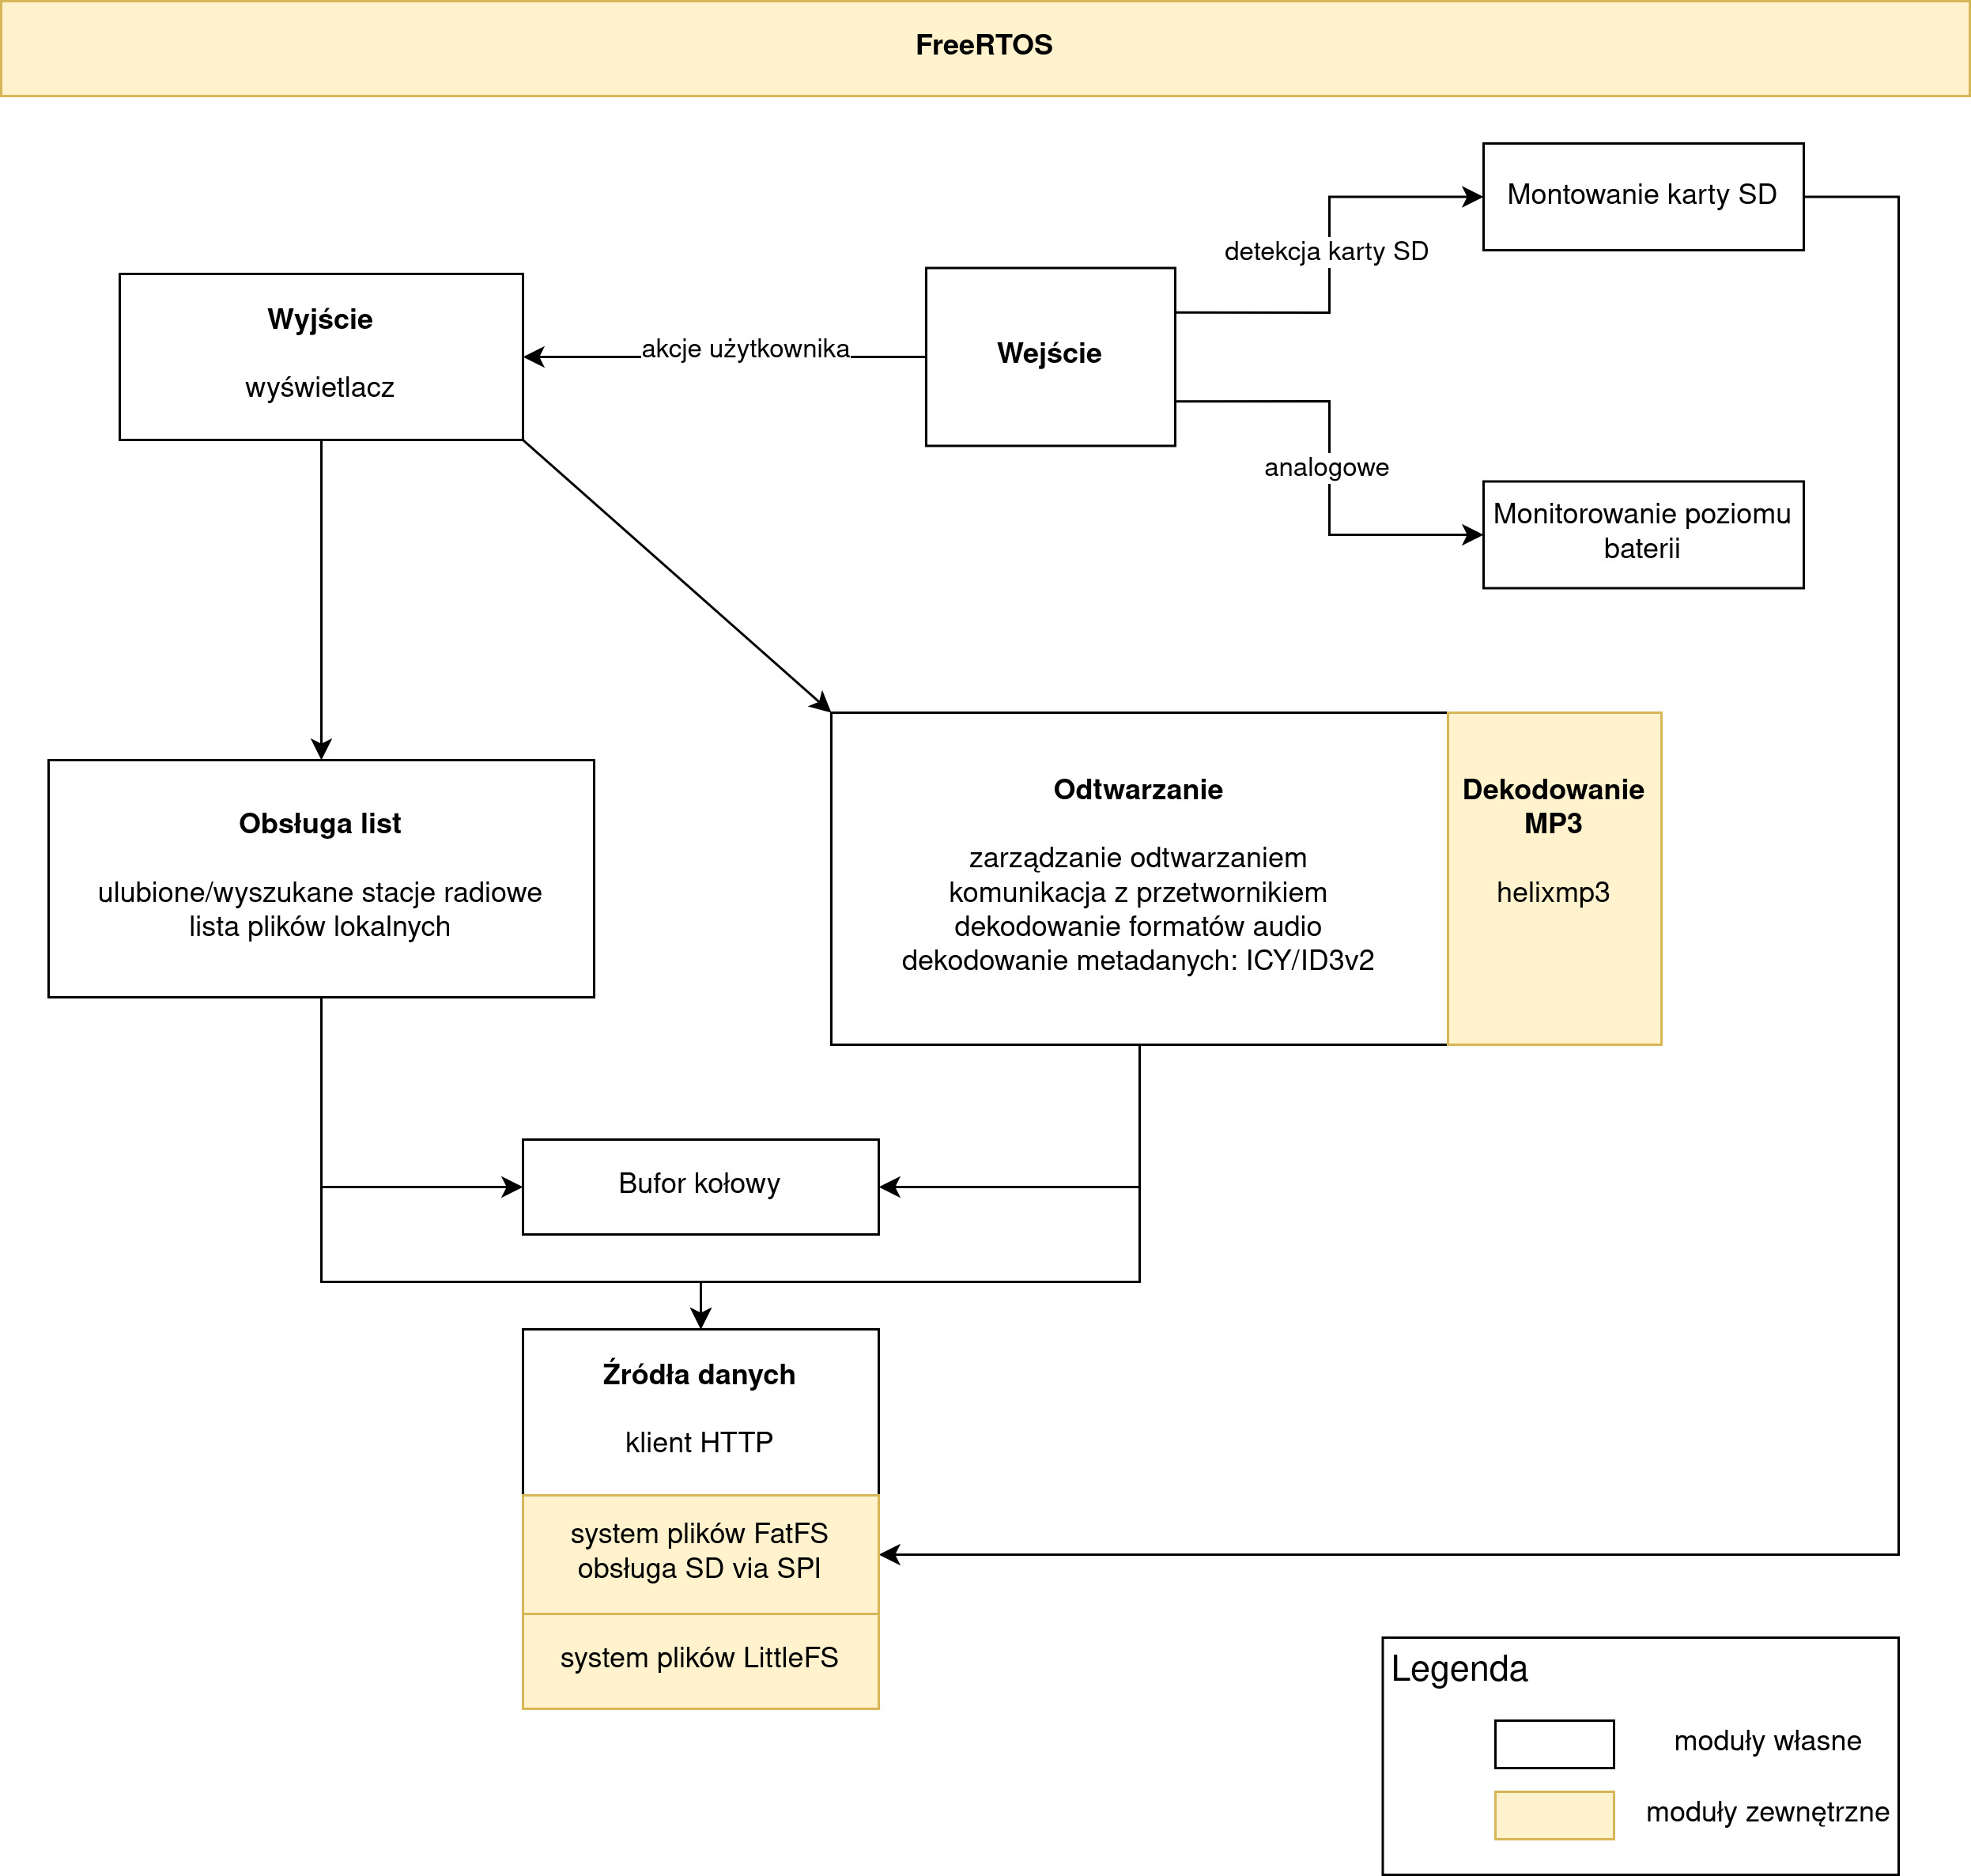 FreeRTOS
Montowanie karty SD
detekcja karty SD
Wyjście
wyświetlacz
akcje użytkownika
Wejście
analogowe
Monitorowanie poziomu
baterii
Obsługa list
ulubione/wyszukane stacje radiowe
lista plików lokalnych
Odtwarzanie
zarządzanie odtwarzaniem
komunikacja z przetwornikiem
dekodowanie formatów audio
dekodowanie metadanych: ICY/ID3v2
Dekodowanie
MP3
helixmp3
Bufor kołowy
Źródła danych
klient HTTP
system plików FatFS
obsługa SD via SPI
system plików LittleFS
Legenda
moduły własne
moduły zewnętrzne